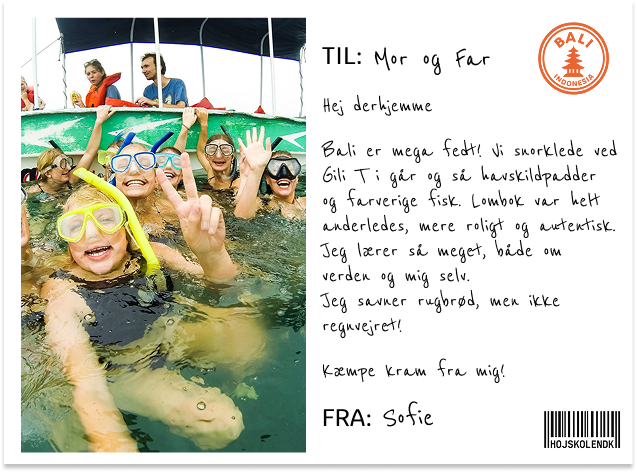 TIL: Mor og Far
BALI
INDONESIA
Hej derhjemme
Bali er mega fedt! Vi snorklede ved
Gili T i går og så havskildpadder
og farverige fisk. Lombok var helt
anderledes, mere roligt og autentisk.
Jeg lærer så meget, både om
verden og mig selv.
Jeg savner rugbrød, men ikke
regnvejret!
Kæmpe kram fra mig!
FRA: Sofie
HOJSKOLENDK